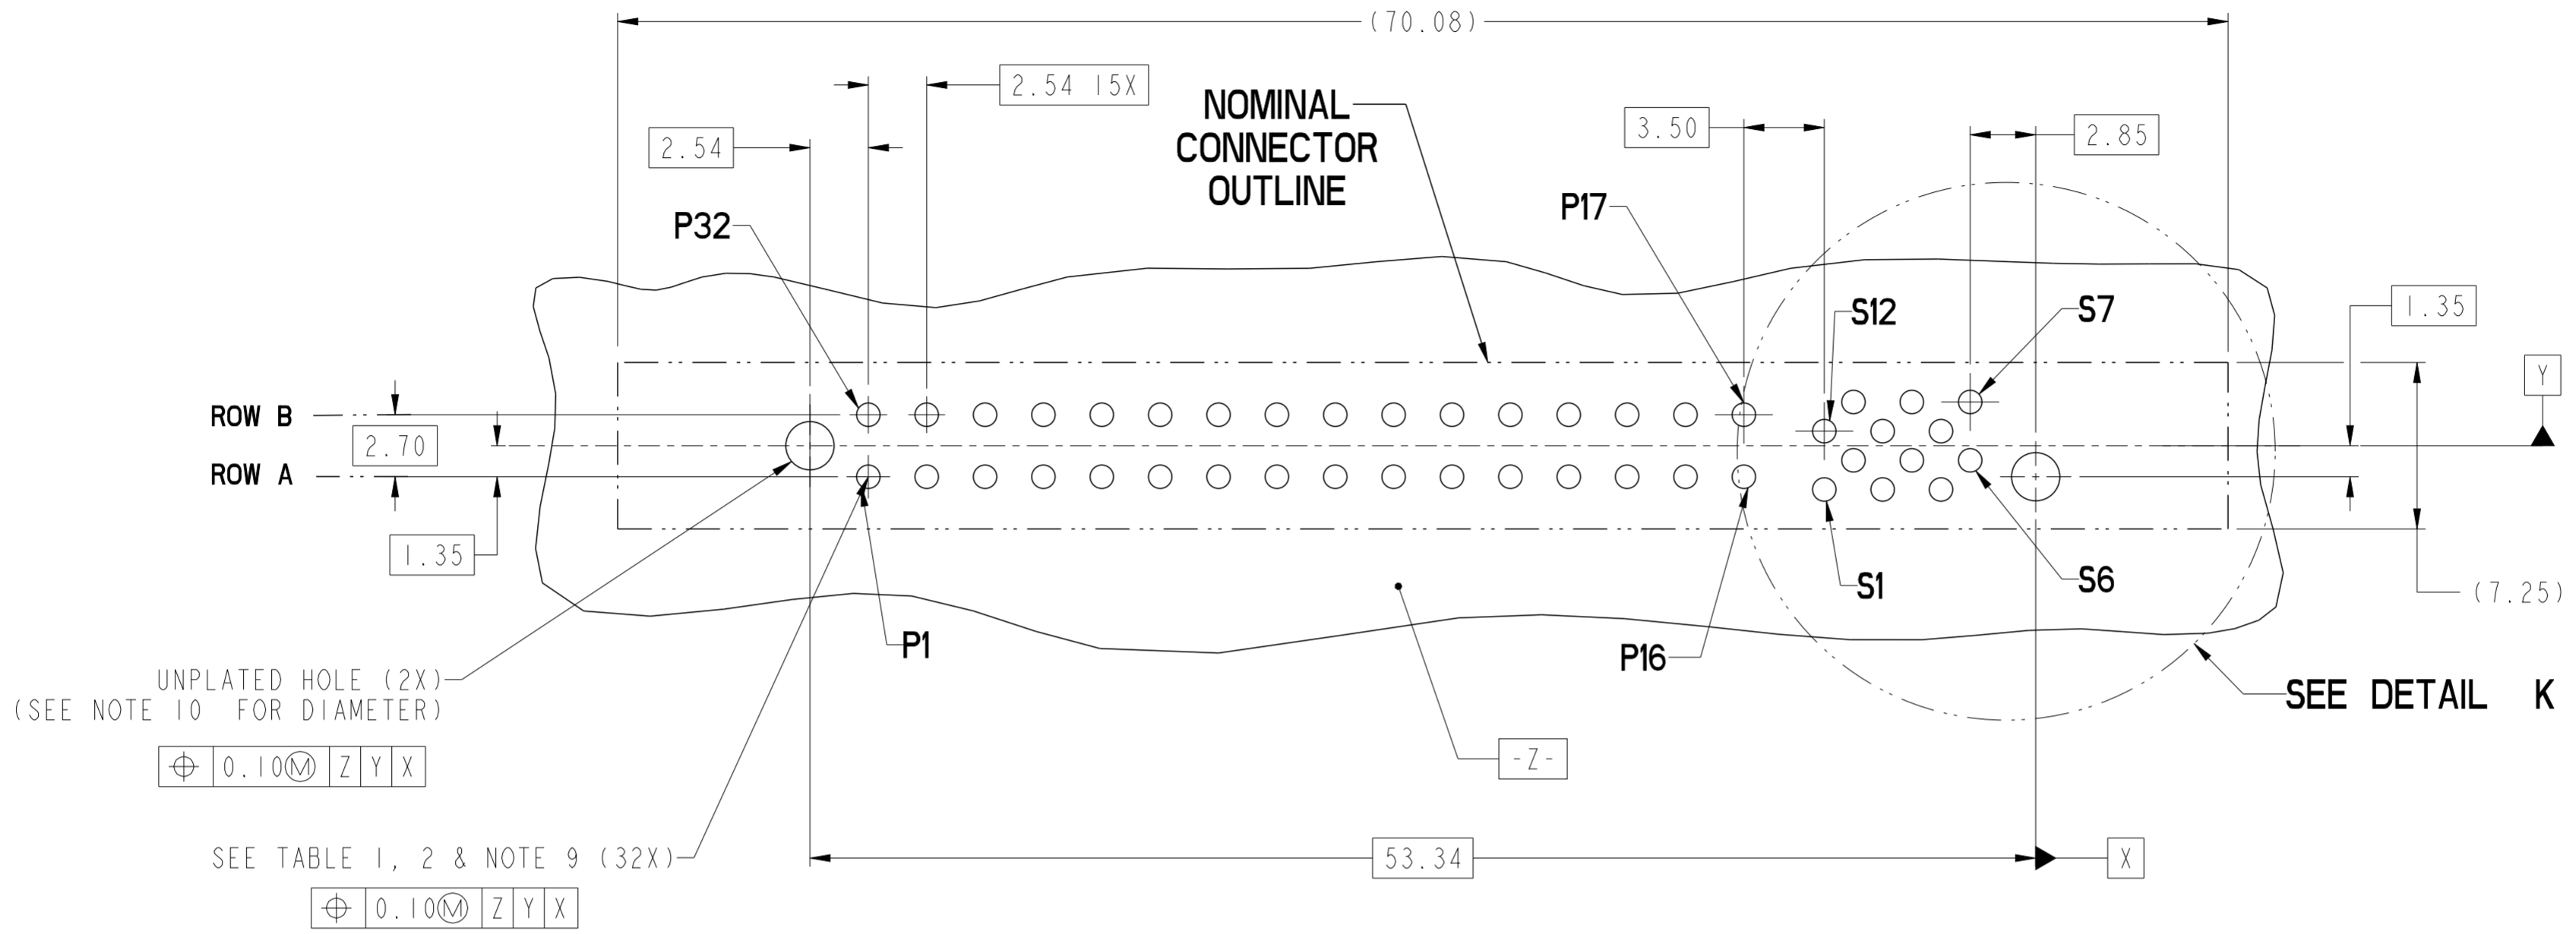 (70.08)
2.54 15X
2.54
NOMINAL
CONNECTOR
OUTLINE
3.50
2.85
P32
P17
S12
S7
1.35
Y
ROW B
2.70
ROW A
1.35
S1
S6
(7.25)
P1
P16
UNPLATED HOLE (2X)
(SEE NOTE 10 FOR DIAMETER)
⌖ 0.10Ⓜ Z Y X
SEE DETAIL K
-Z-
SEE TABLE 1, 2 & NOTE 9 (32X)
⌖ 0.10Ⓜ Z Y X
53.34
X